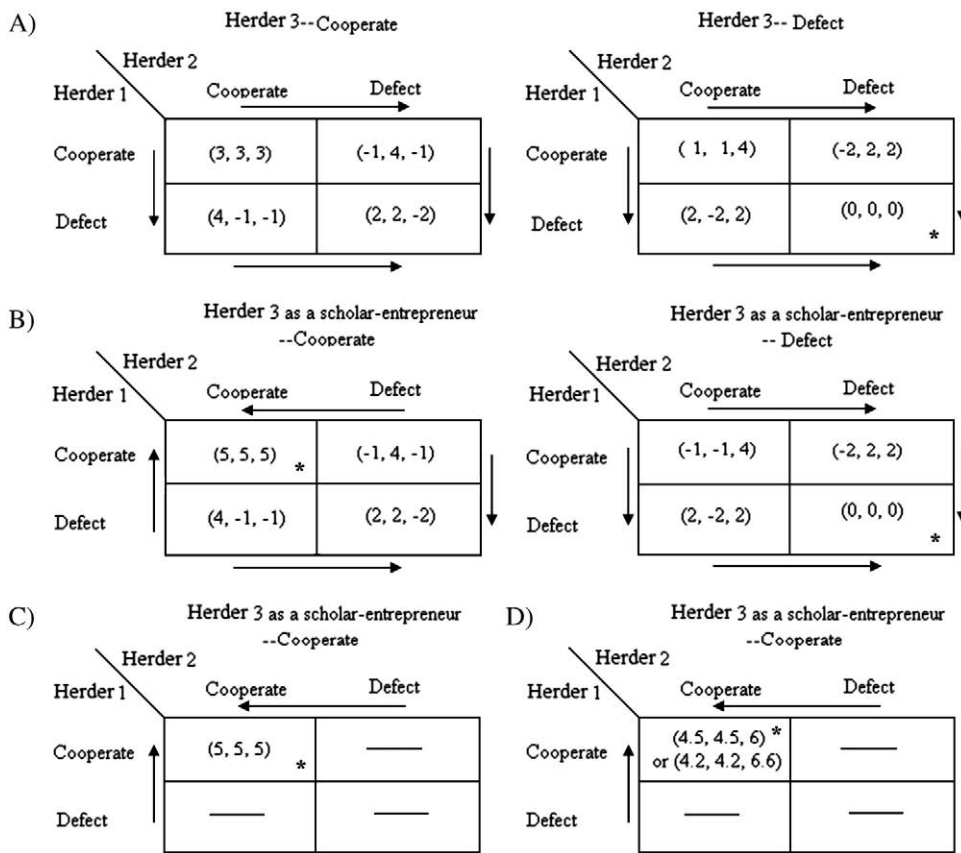 A)
Herder 3--Cooperate
Herder 2
Herder 1
Cooperate Defect
Cooperate (3, 3, 3) (-1, 4, -1)
Defect (4, -1, -1) (2, 2, -2)
Herder 3-- Defect
Herder 2
Herder 1
Cooperate Defect
Cooperate ( 1, 1,4) (-2, 2, 2)
Defect (2, -2, 2) (0, 0, 0)
*
B)
Herder 3 as a scholar-entrepreneur
--Cooperate
Herder 2
Herder 1
Cooperate Defect
Cooperate (5, 5, 5) * (-1, 4, -1)
Defect (4, -1, -1) (2, 2, -2)
Herder 3 as a scholar-entrepreneur
-- Defect
Herder 2
Herder 1
Cooperate Defect
Cooperate (-1, -1, 4) (-2, 2, 2)
Defect (2, -2, 2) (0, 0, 0)
*
C)
Herder 3 as a scholar-entrepreneur
--Cooperate
Herder 2
Herder 1
Cooperate Defect
Cooperate (5, 5, 5) *
Defect
D)
Herder 3 as a scholar-entrepreneur
--Cooperate
Herder 2
Herder 1
Cooperate Defect
Cooperate (4.5, 4.5, 6) *
or (4.2, 4.2, 6.6)
Defect